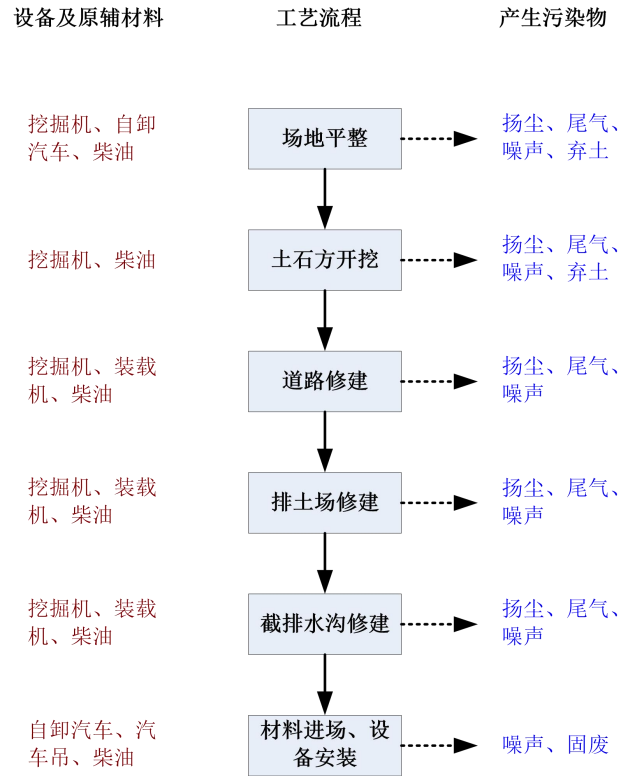 设备及原辅材料
工艺流程
产生污染物
挖掘机、自卸
汽车、柴油
场地平整
扬尘、尾气、
噪声、弃土
挖掘机、柴油
土石方开挖
扬尘、尾气、
噪声、弃土
挖掘机、装载
机、柴油
道路修建
扬尘、尾气、
噪声
挖掘机、装载
机、柴油
排土场修建
扬尘、尾气、
噪声
挖掘机、装载
机、柴油
截排水沟修建
扬尘、尾气、
噪声
自卸汽车、汽
车吊、柴油
材料进场、设
备安装
噪声、固废